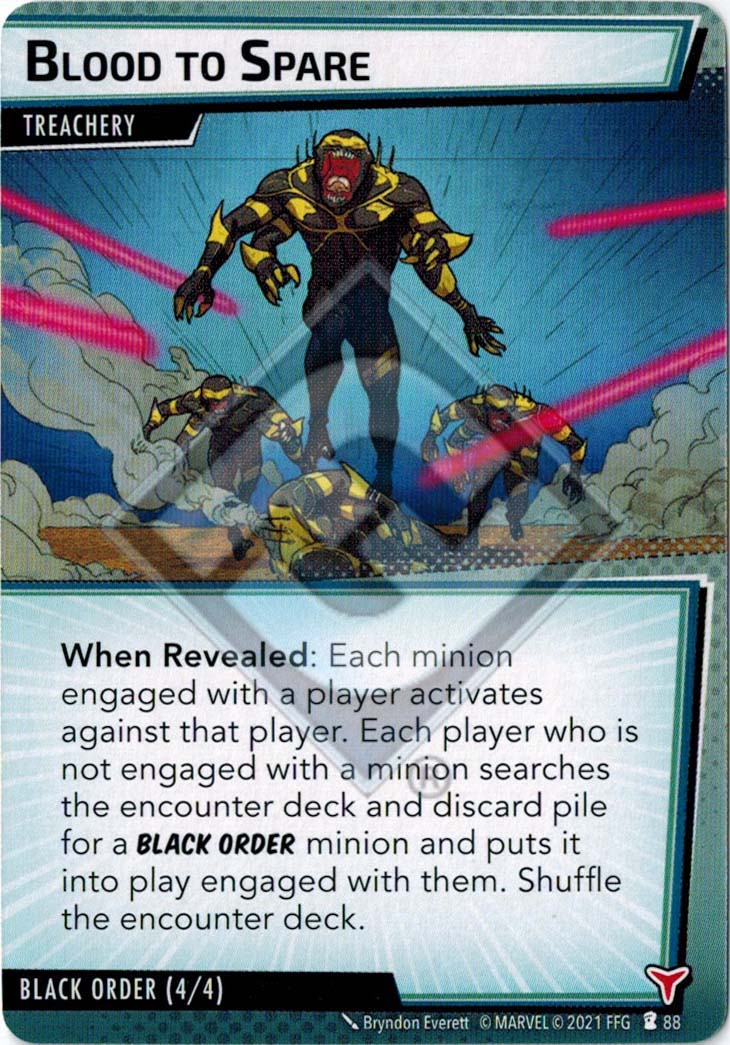 BLOOD TO SPARE
TREACHERY
When Revealed: Each minion
engaged with a player activates
against that player. Each player who is
not engaged with a minion searches
the encounter deck and discard pile
for a BLACK ORDER minion and puts it
into play engaged with them. Shuffle
the encounter deck.
BLACK ORDER (4/4)
Bryndon Everett © MARVEL © 2021 FFG 88
®